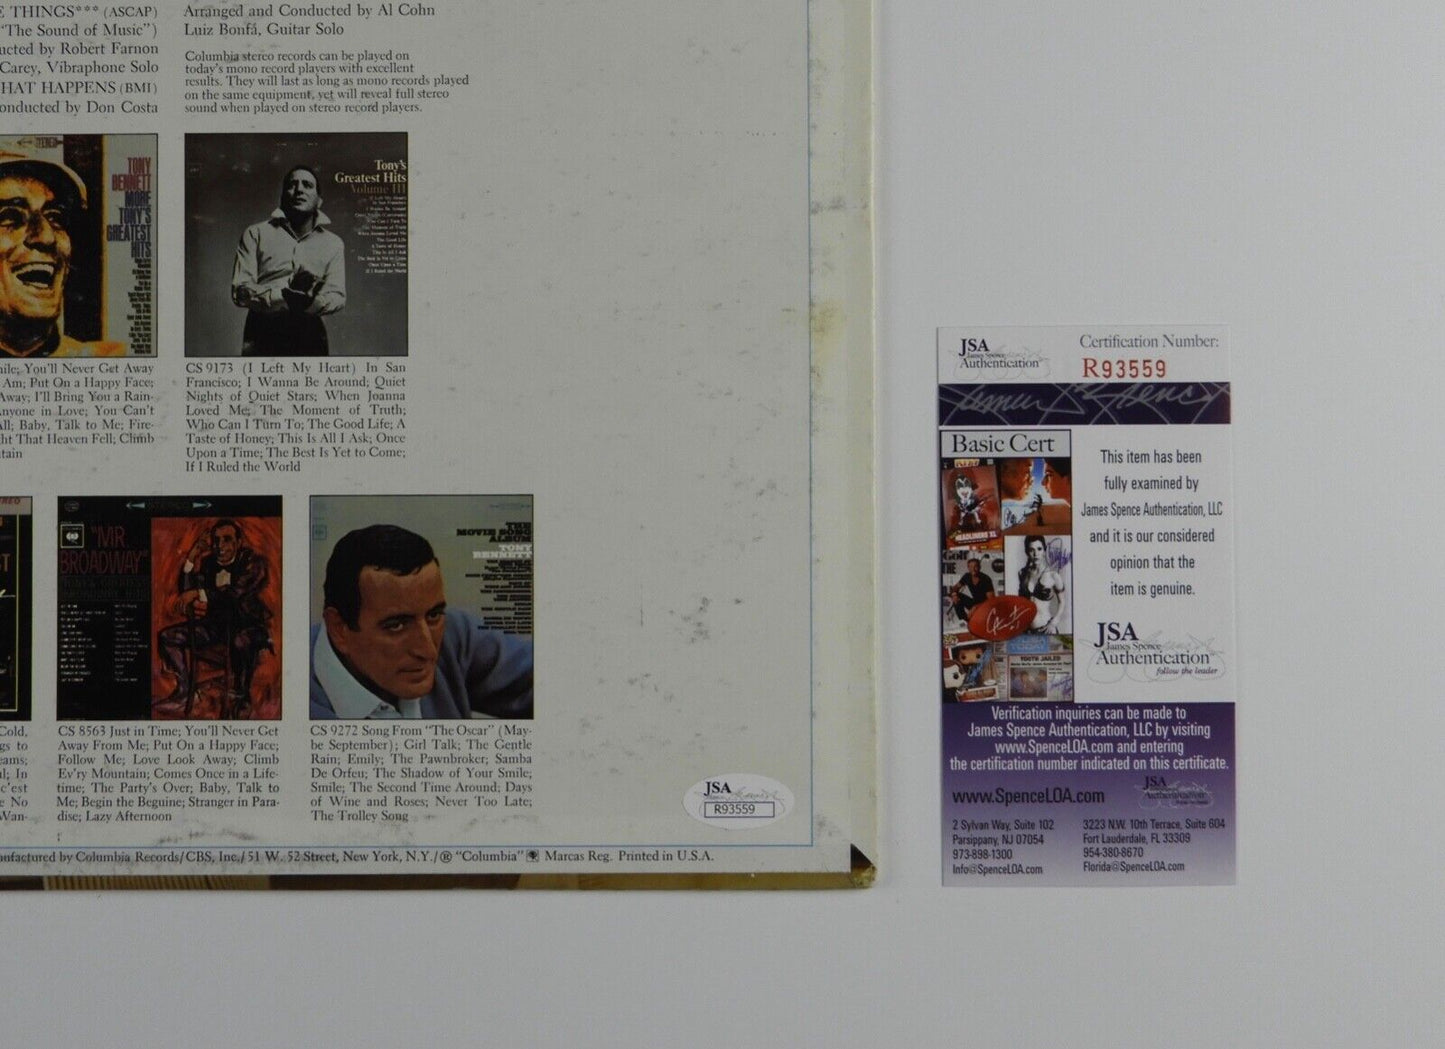 E THINGS*** (ASCAP)
"The Sound of Music")
ucted by Robert Farnon
Carey, Vibraphone Solo
HAT HAPPENS (BMI)
onducted by Don Costa
Arranged and Conducted by Al Cohn
Luiz Bonfá, Guitar Solo
Columbia stereo records can be played on
today's mono record players with excellent
results. They will last as long as mono records played
on the same equipment, yet will reveal full stereo
sound when played on stereo record players.
STEREO
TONY
BENNETT
MORE
TONY'S
GREATEST
HITS
Tony's
Greatest Hits
Volume III
mile; You'll Never Get Away
Am; Put On a Happy Face;
Away; I'll Bring You a Rain-
nyone in Love; You Can't
All; Baby, Talk to Me; Fire-
ht That Heaven Fell; Climb
ntain
CS 9173 (I Left My Heart) In San
Francisco; I Wanna Be Around; Quiet
Nights of Quiet Stars; When Joanna
Loved Me; The Moment of Truth;
Who Can I Turn To; The Good Life; A
Taste of Honey; This Is All I Ask; Once
Upon a Time; The Best Is Yet to Come;
If I Ruled the World
"MR.
BROADWAY"
THE
MOVIE SONG
ALBUM
TONY
BENNETT
Cold,
gs to
eams;
l; In
c'est
e No
Wan-
CS 8563 Just in Time; You'll Never Get
Away From Me; Put On a Happy Face;
Follow Me; Love Look Away; Climb
Ev'ry Mountain; Comes Once in a Life-
time; The Party's Over; Baby, Talk to
Me; Begin the Beguine; Stranger in Para-
dise; Lazy Afternoon
CS 9272 Song From "The Oscar" (May-
be September); Girl Talk; The Gentle
Rain; Emily; The Pawnbroker; Samba
De Orfeu; The Shadow of Your Smile;
Smile; The Second Time Around; Days
of Wine and Roses; Never Too Late;
The Trolley Song
JSA
R93559
anufactured by Columbia Records/CBS, Inc./51 W. 52 Street, New York, N.Y./® "Columbia" Marcas Reg. Printed in U.S.A.
JSA
James Spence
Authentication
Certification Number:
R93559
James Spence
Basic Cert
HEADLINERS XL
Golf
TOOTH JAILED
This item has been
fully examined by
James Spence Authentication, LLC
and it is our considered
opinion that the
item is genuine.
JSA
James Spence
Authentication
follow the leader
Verification inquiries can be made to
James Spence Authentication, LLC by visiting
www.SpenceLOA.com and entering
the certification number indicated on this certificate.
www.SpenceLOA.com
JSA
Authentication
2 Sylvan Way, Suite 102
Parsippany, NJ 07054
973-898-1300
Info@SpenceLOA.com
3223 N.W. 10th Terrace, Suite 604
Fort Lauderdale, FL 33309
954-380-8670
Florida@SpenceLOA.com